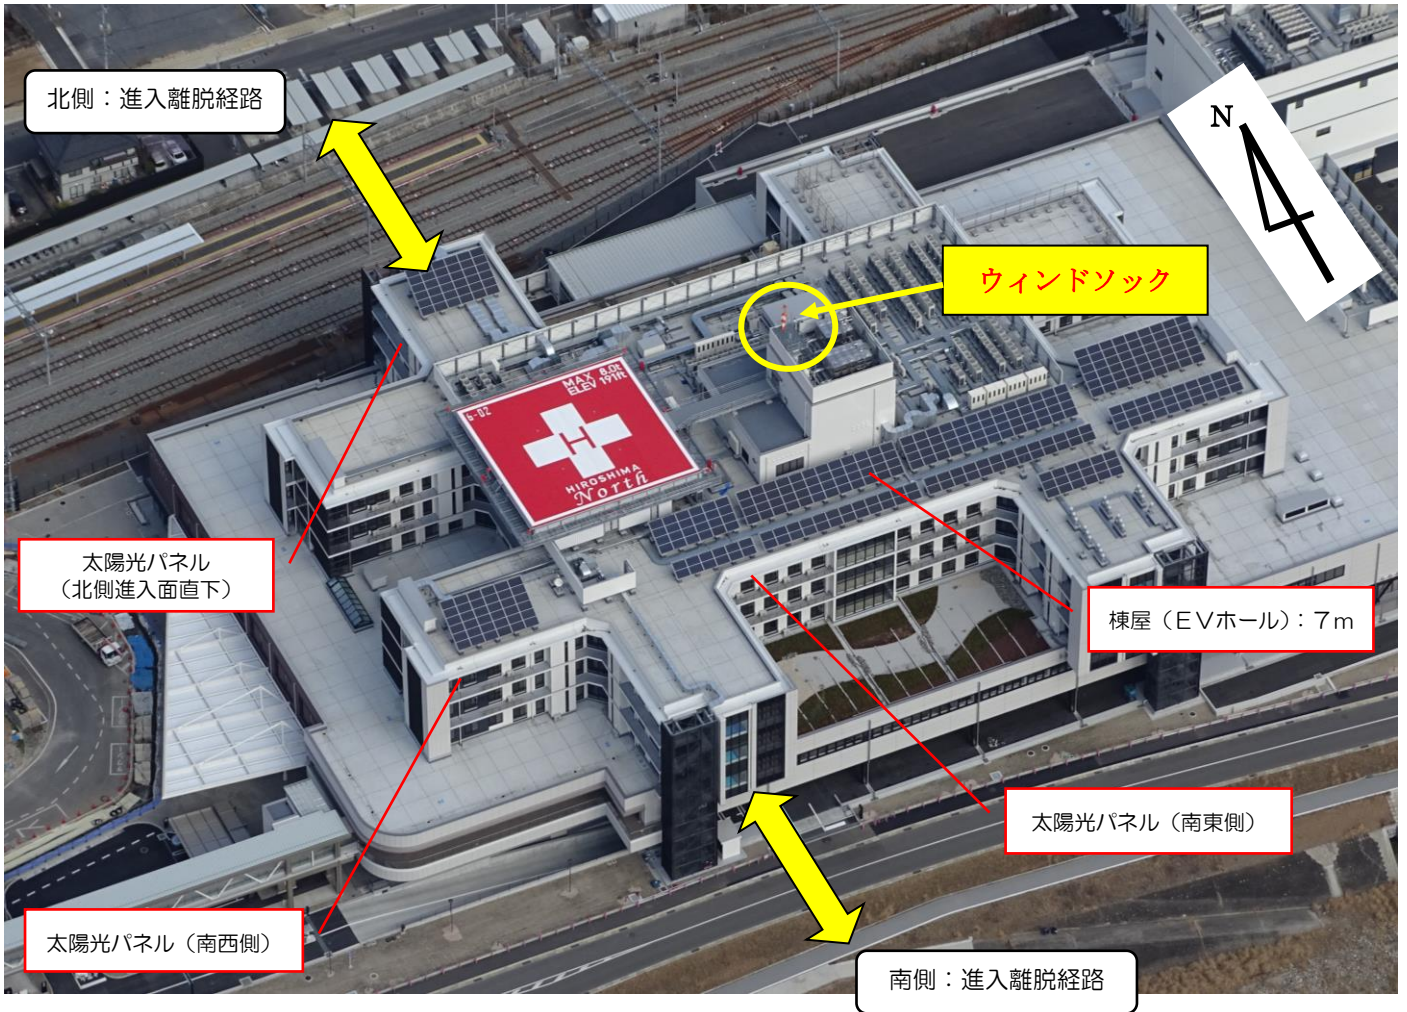 北側：進入離脱経路
N
ウィンドソック
MAX 8.0t
ELEV 191ft
6-02
H
HIROSHIMA
North
太陽光パネル
（北側進入面直下）
棟屋（ＥＶホール）：７ｍ
太陽光パネル（南東側）
太陽光パネル（南西側）
南側：進入離脱経路